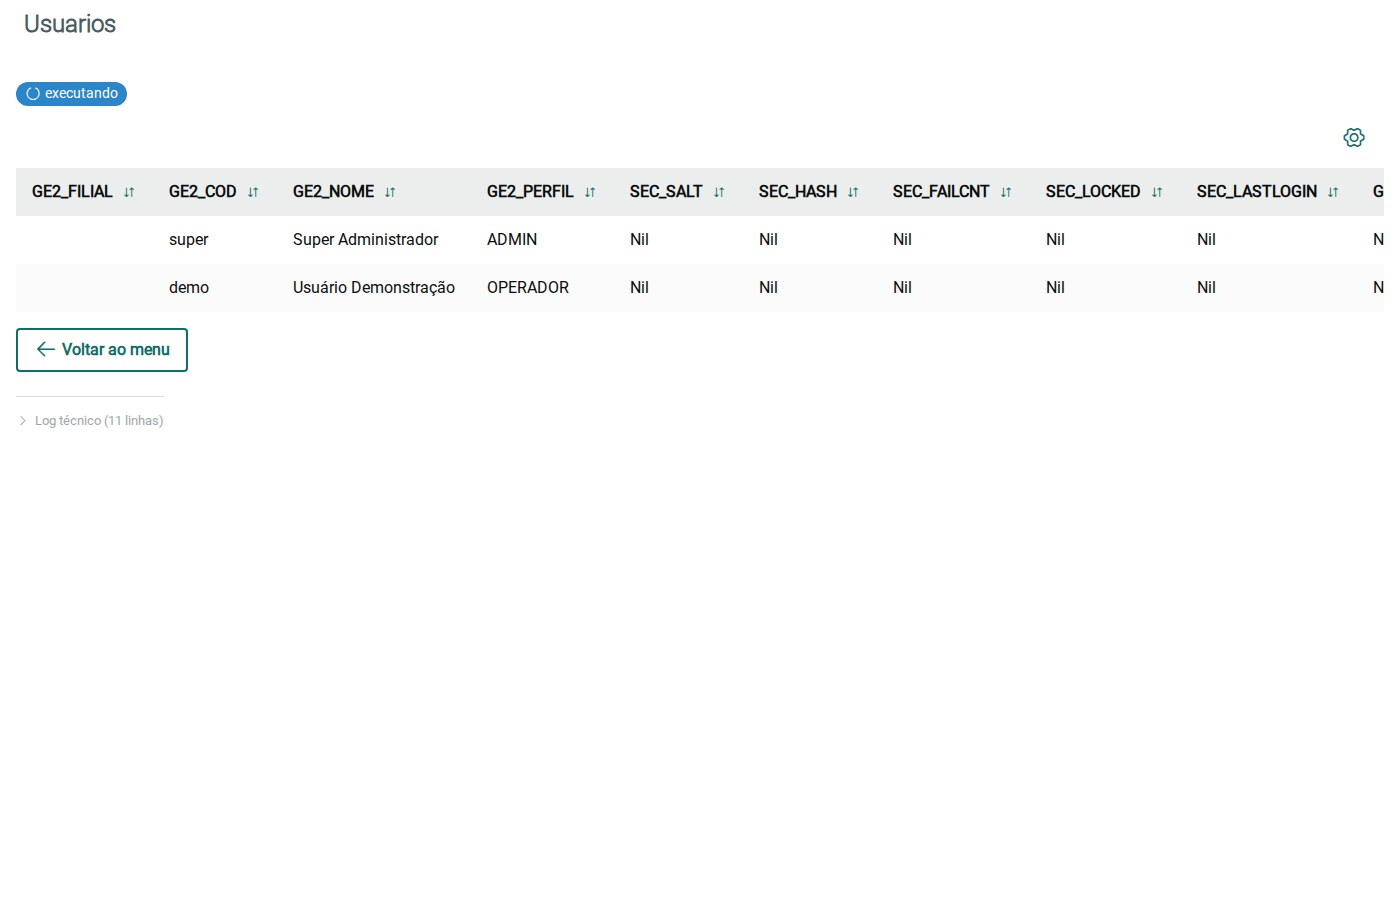 Usuarios
executando
GE2_FILIAL GE2_COD GE2_NOME GE2_PERFIL SEC_SALT SEC_HASH SEC_FAILCNT SEC_LOCKED SEC_LASTLOGIN G
super Super Administrador ADMIN Nil Nil Nil Nil Nil N
demo Usuário Demonstração OPERADOR Nil Nil Nil Nil Nil N
Voltar ao menu
Log técnico (11 linhas)